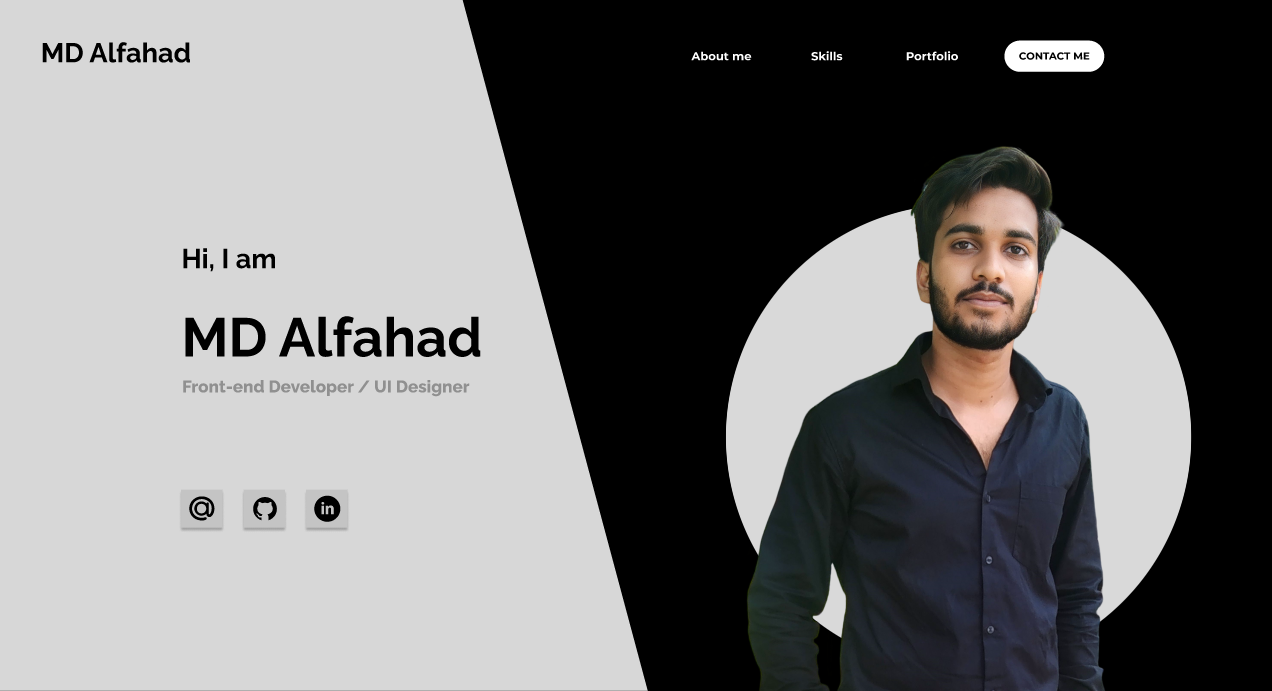 MD Alfahad
About me
Skills
Portfolio
CONTACT ME
Hi, I am
MD Alfahad
Front-end Developer / UI Designer
@
in